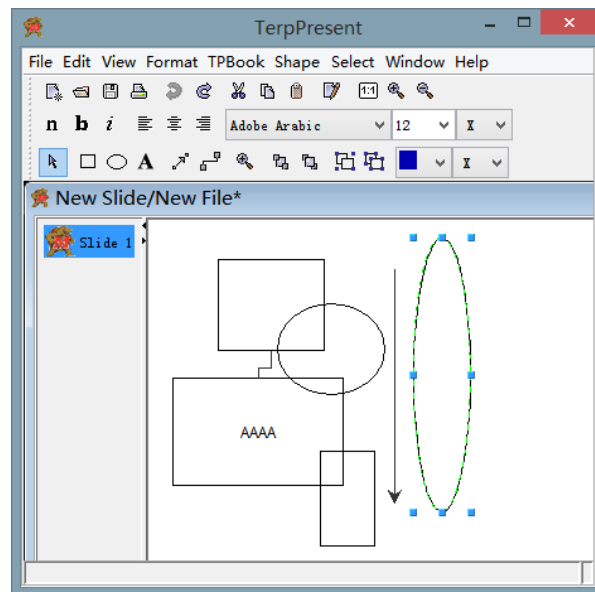 TerpPresent
File Edit View Format TPBook Shape Select Window Help
1:1
n b i Adobe Arabic 12 X
A X
New Slide/New File*
Slide 1
AAAA